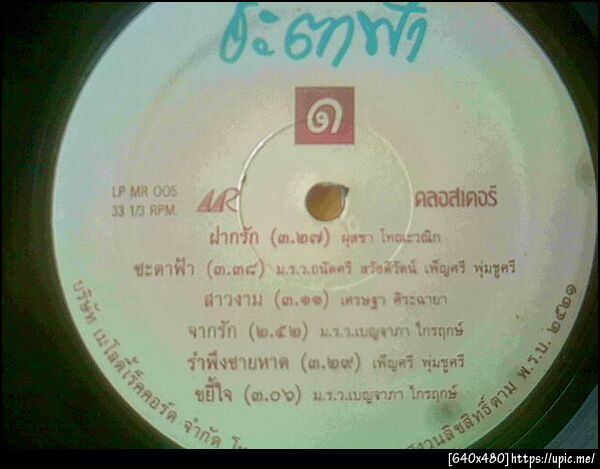 ชะตาฟ้า
๑
LP MR 005
33 1/3 RPM.
MR
คลอสเตอร์
ฝากรัก (๓.๒๗) ผุสชา โทณะวณิก
ชะตาฟ้า (๓.๓๘) ม.ร.ว.ถนัดศรี สวัสดิวัตน์ เพ็ญศรี พุ่มชูศรี
สาวงาม (๓.๑๑) เศรษฐา ศิระฉายา
จากรัก (๒.๕๒) ม.ร.ว.เบญจาภา ไกรฤกษ์
รำพึงชายหาด (๓.๒๙) เพ็ญศรี พุ่มชูศรี
ขยี้ใจ (๓.๐๖) ม.ร.ว.เบญจาภา ไกรฤกษ์
บริษัท เมโลดี้เร็คคอร์ด จำกัด
สงวนลิขสิทธิ์ตาม พ.ร.บ. ๒๕๒๑
[640x480]https://upic.me/